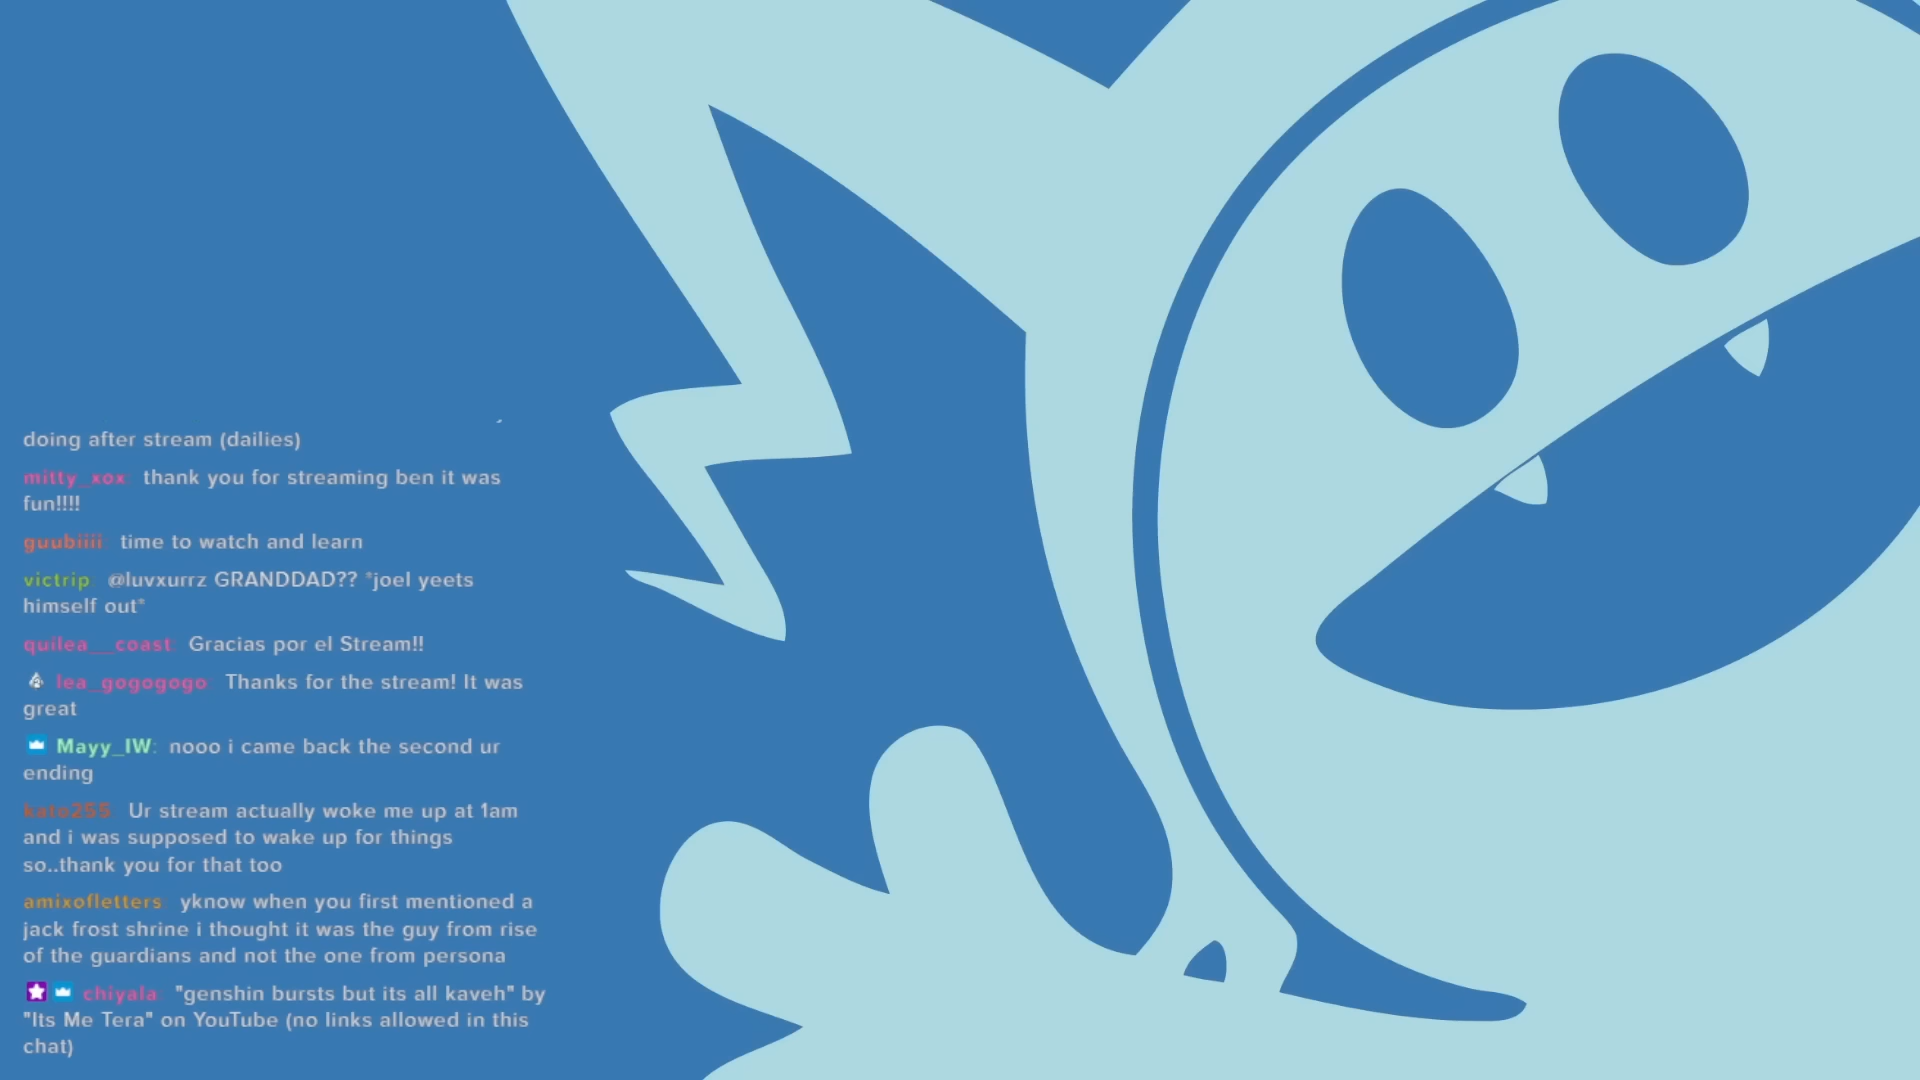 doing after stream (dailies)
mitty_xox: thank you for streaming ben it was
fun!!!!
guubiiii: time to watch and learn
victrip: @luvxurrz GRANDDAD?? *joel yeets
himself out*
quilea__coast: Gracias por el Stream!!
lea_gogogogo: Thanks for the stream! It was
great
Mayy_IW: nooo i came back the second ur
ending
kato255: Ur stream actually woke me up at 1am
and i was supposed to wake up for things
so..thank you for that too
amixofletters: yknow when you first mentioned a
jack frost shrine i thought it was the guy from rise
of the guardians and not the one from persona
chiyala: "genshin bursts but its all kaveh" by
"Its Me Tera" on YouTube (no links allowed in this
chat)